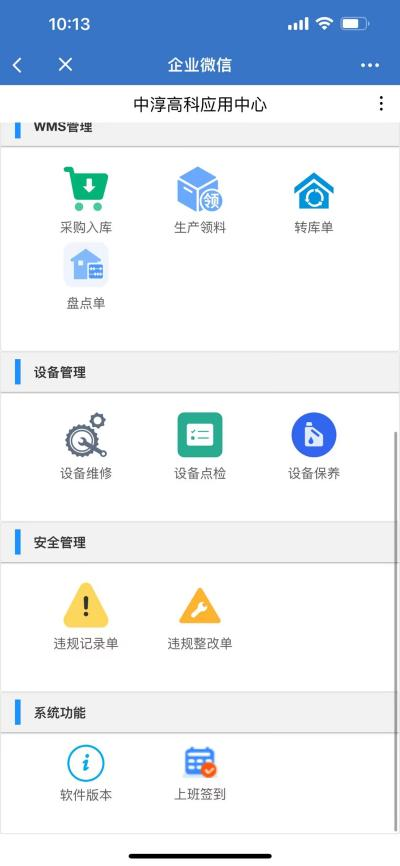 10:13
企业微信
中淳高科应用中心
WMS管理
采购入库
领
生产领料
转库单
盘点单
设备管理
设备维修
设备点检
设备保养
安全管理
违规记录单
违规整改单
系统功能
软件版本
上班签到